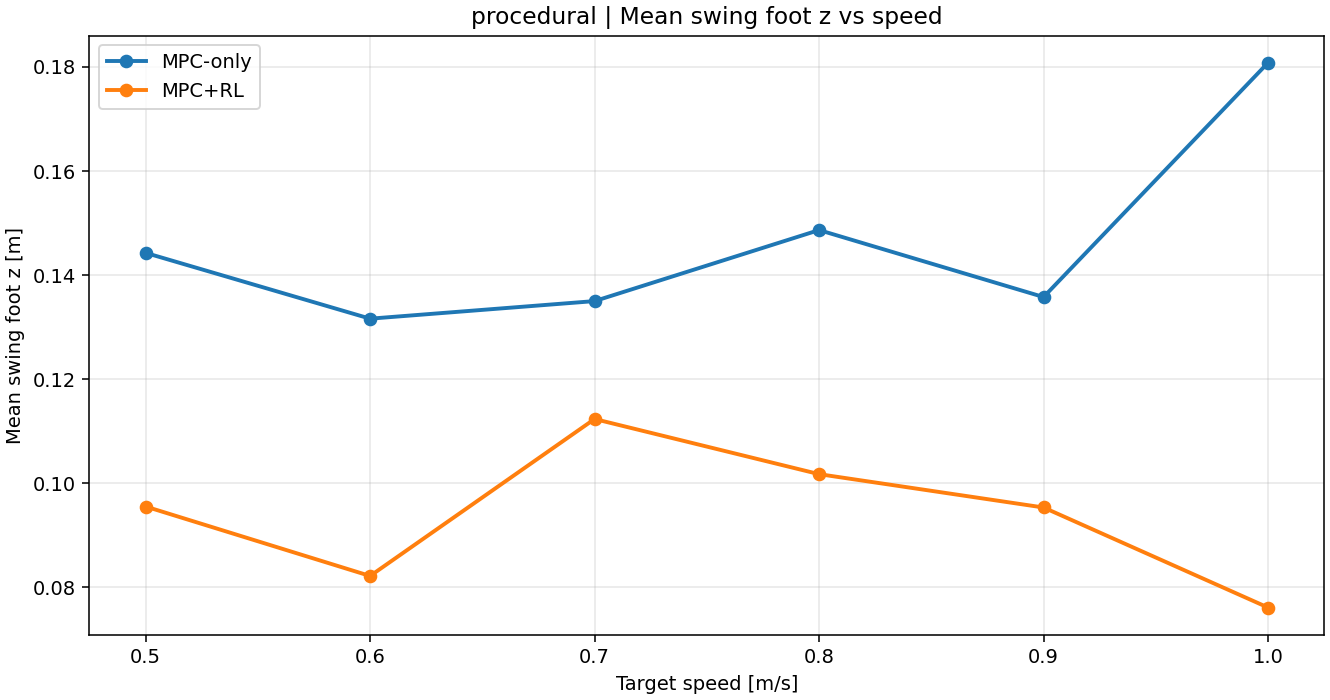 procedural | Mean swing foot z vs speed
MPC-only
MPC+RL
Mean swing foot z [m]
0.18
0.16
0.14
0.12
0.10
0.08
0.5 0.6 0.7 0.8 0.9 1.0
Target speed [m/s]